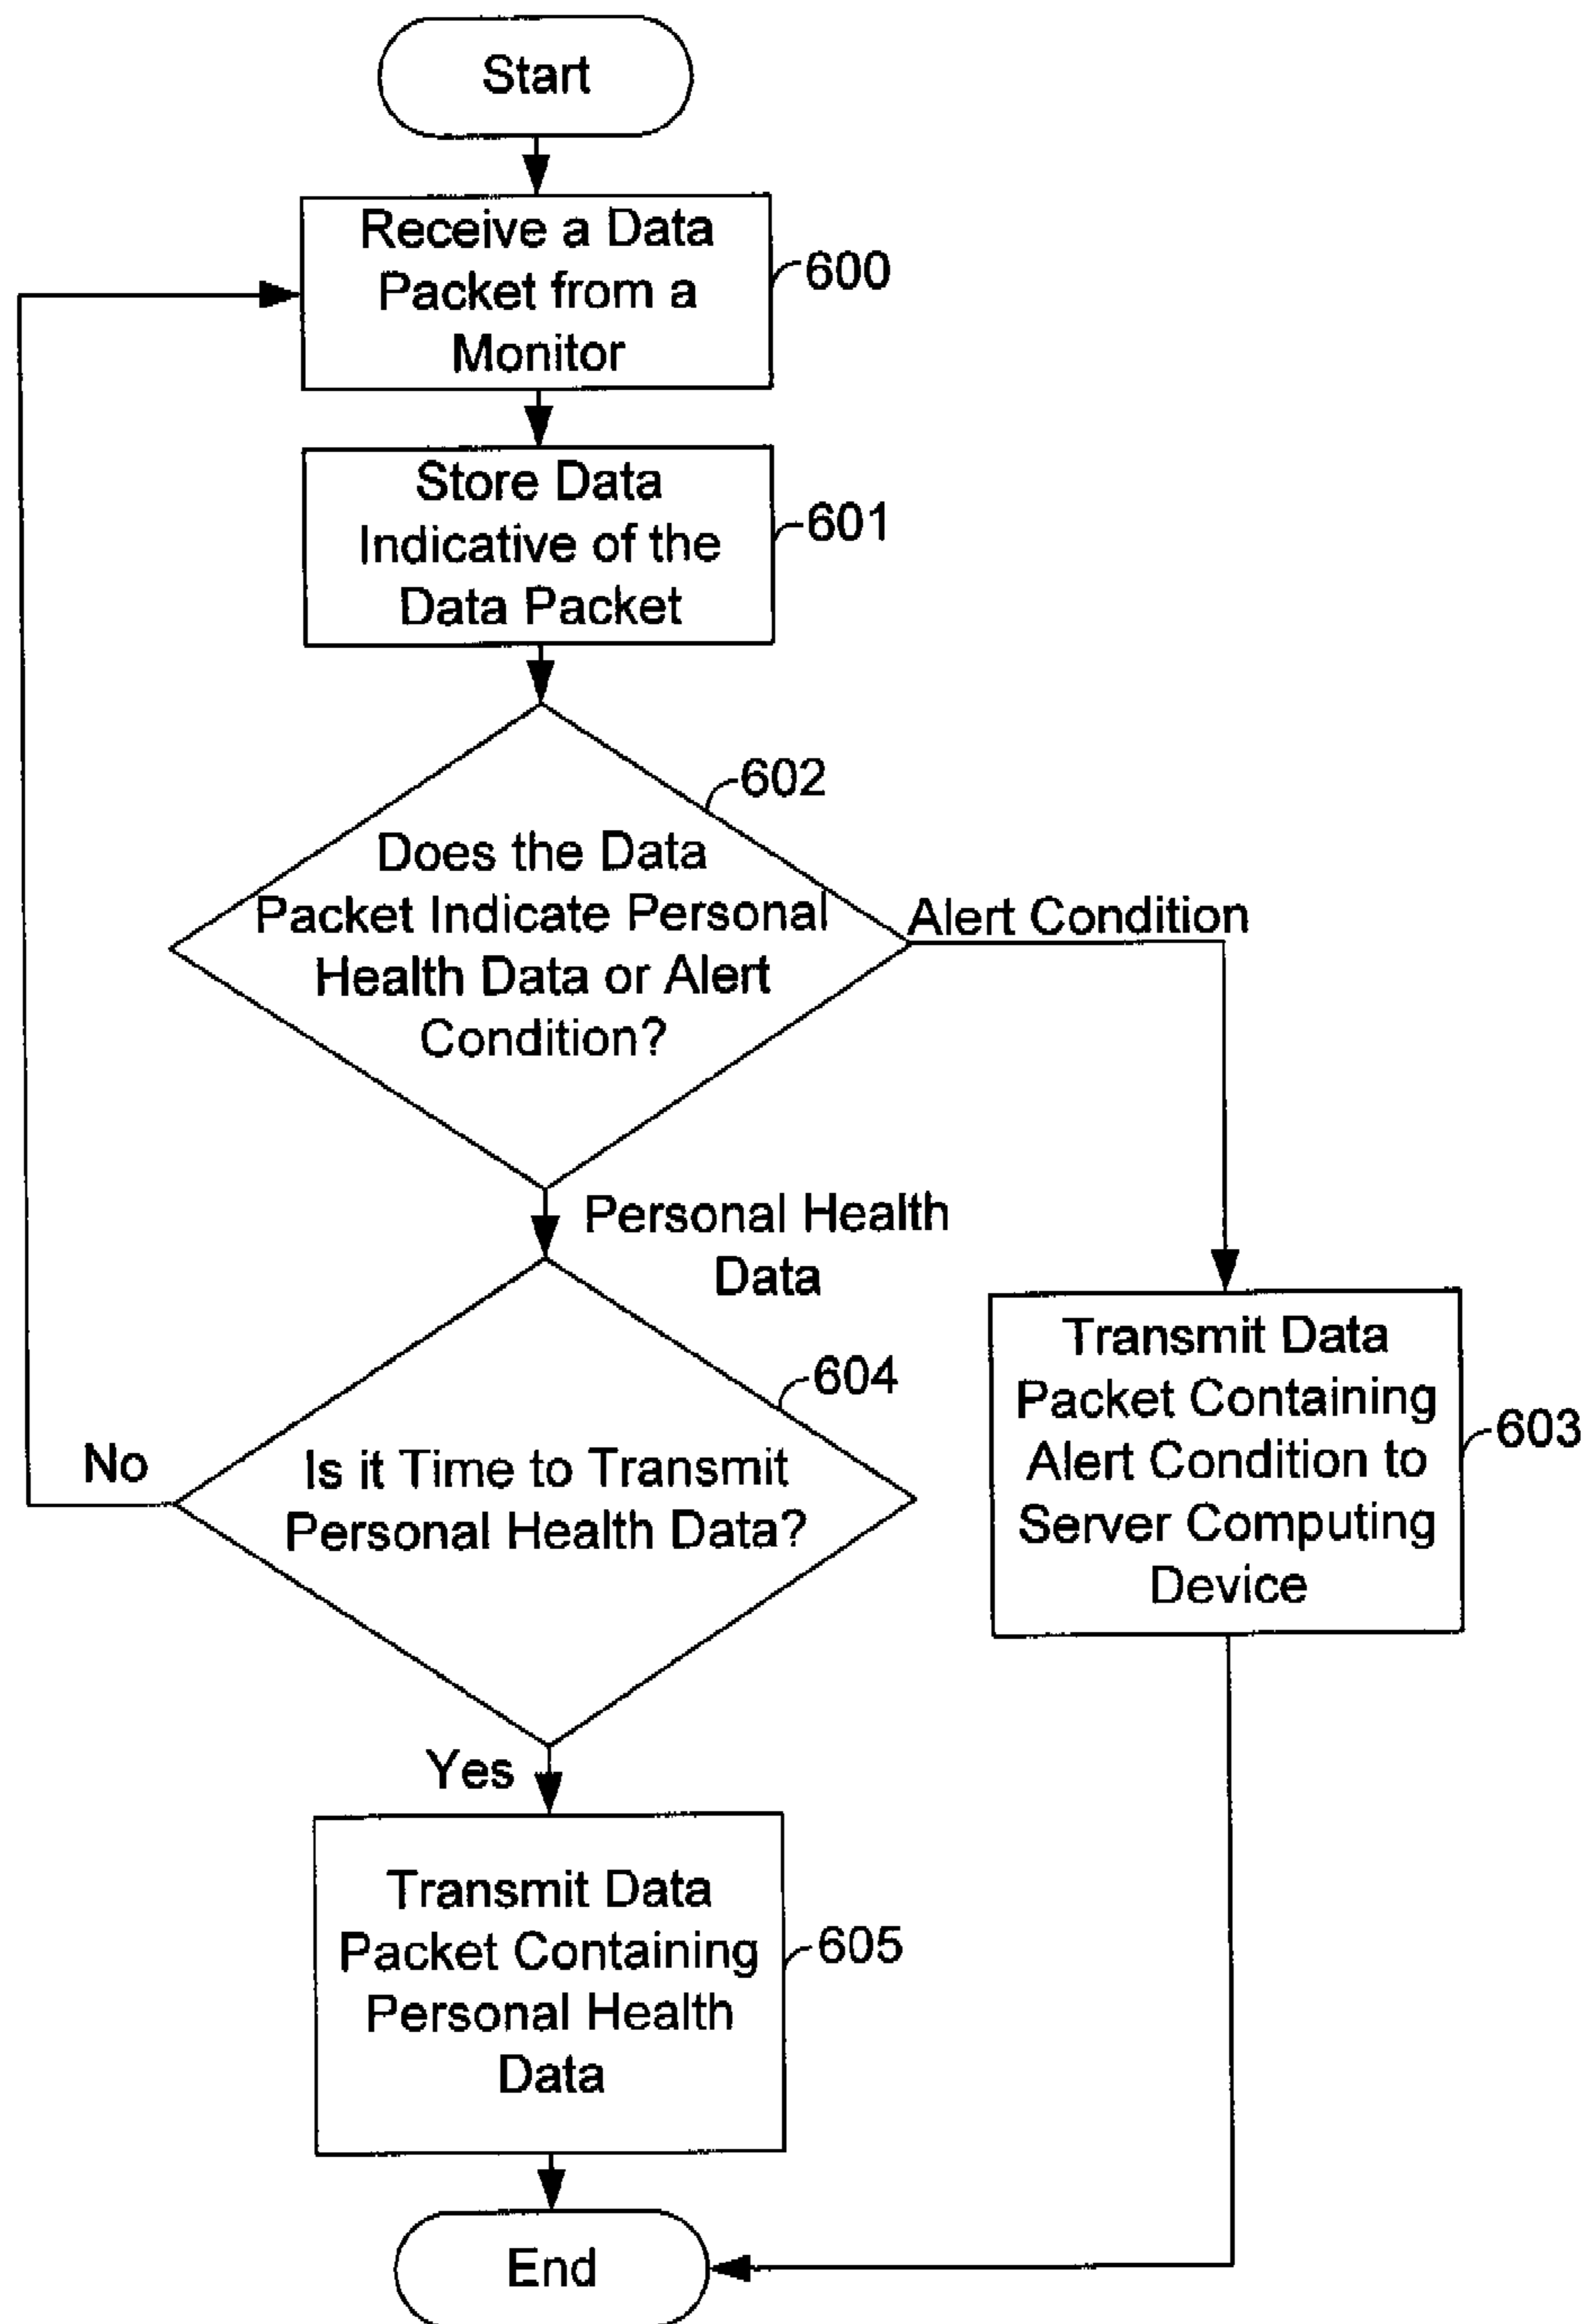 Start
Receive a Data
Packet from a
Monitor
600
Store Data
Indicative of the
Data Packet
601
602
Does the Data
Packet Indicate Personal
Health Data or Alert
Condition?
Alert Condition
Personal Health
Data
604
Is it Time to Transmit
Personal Health Data?
No
Transmit Data
Packet Containing
Alert Condition to
Server Computing
Device
603
Yes
Transmit Data
Packet Containing
Personal Health
Data
605
End